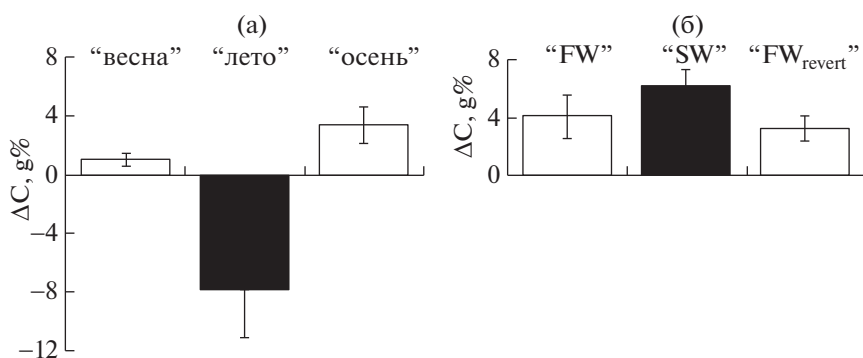 (а)
“весна” “лето” “осень”
ΔC, g%
8
4
0
−4
−8
−12
(б)
“FW” “SW” “FWrevert”
ΔC, g%
8
4
0